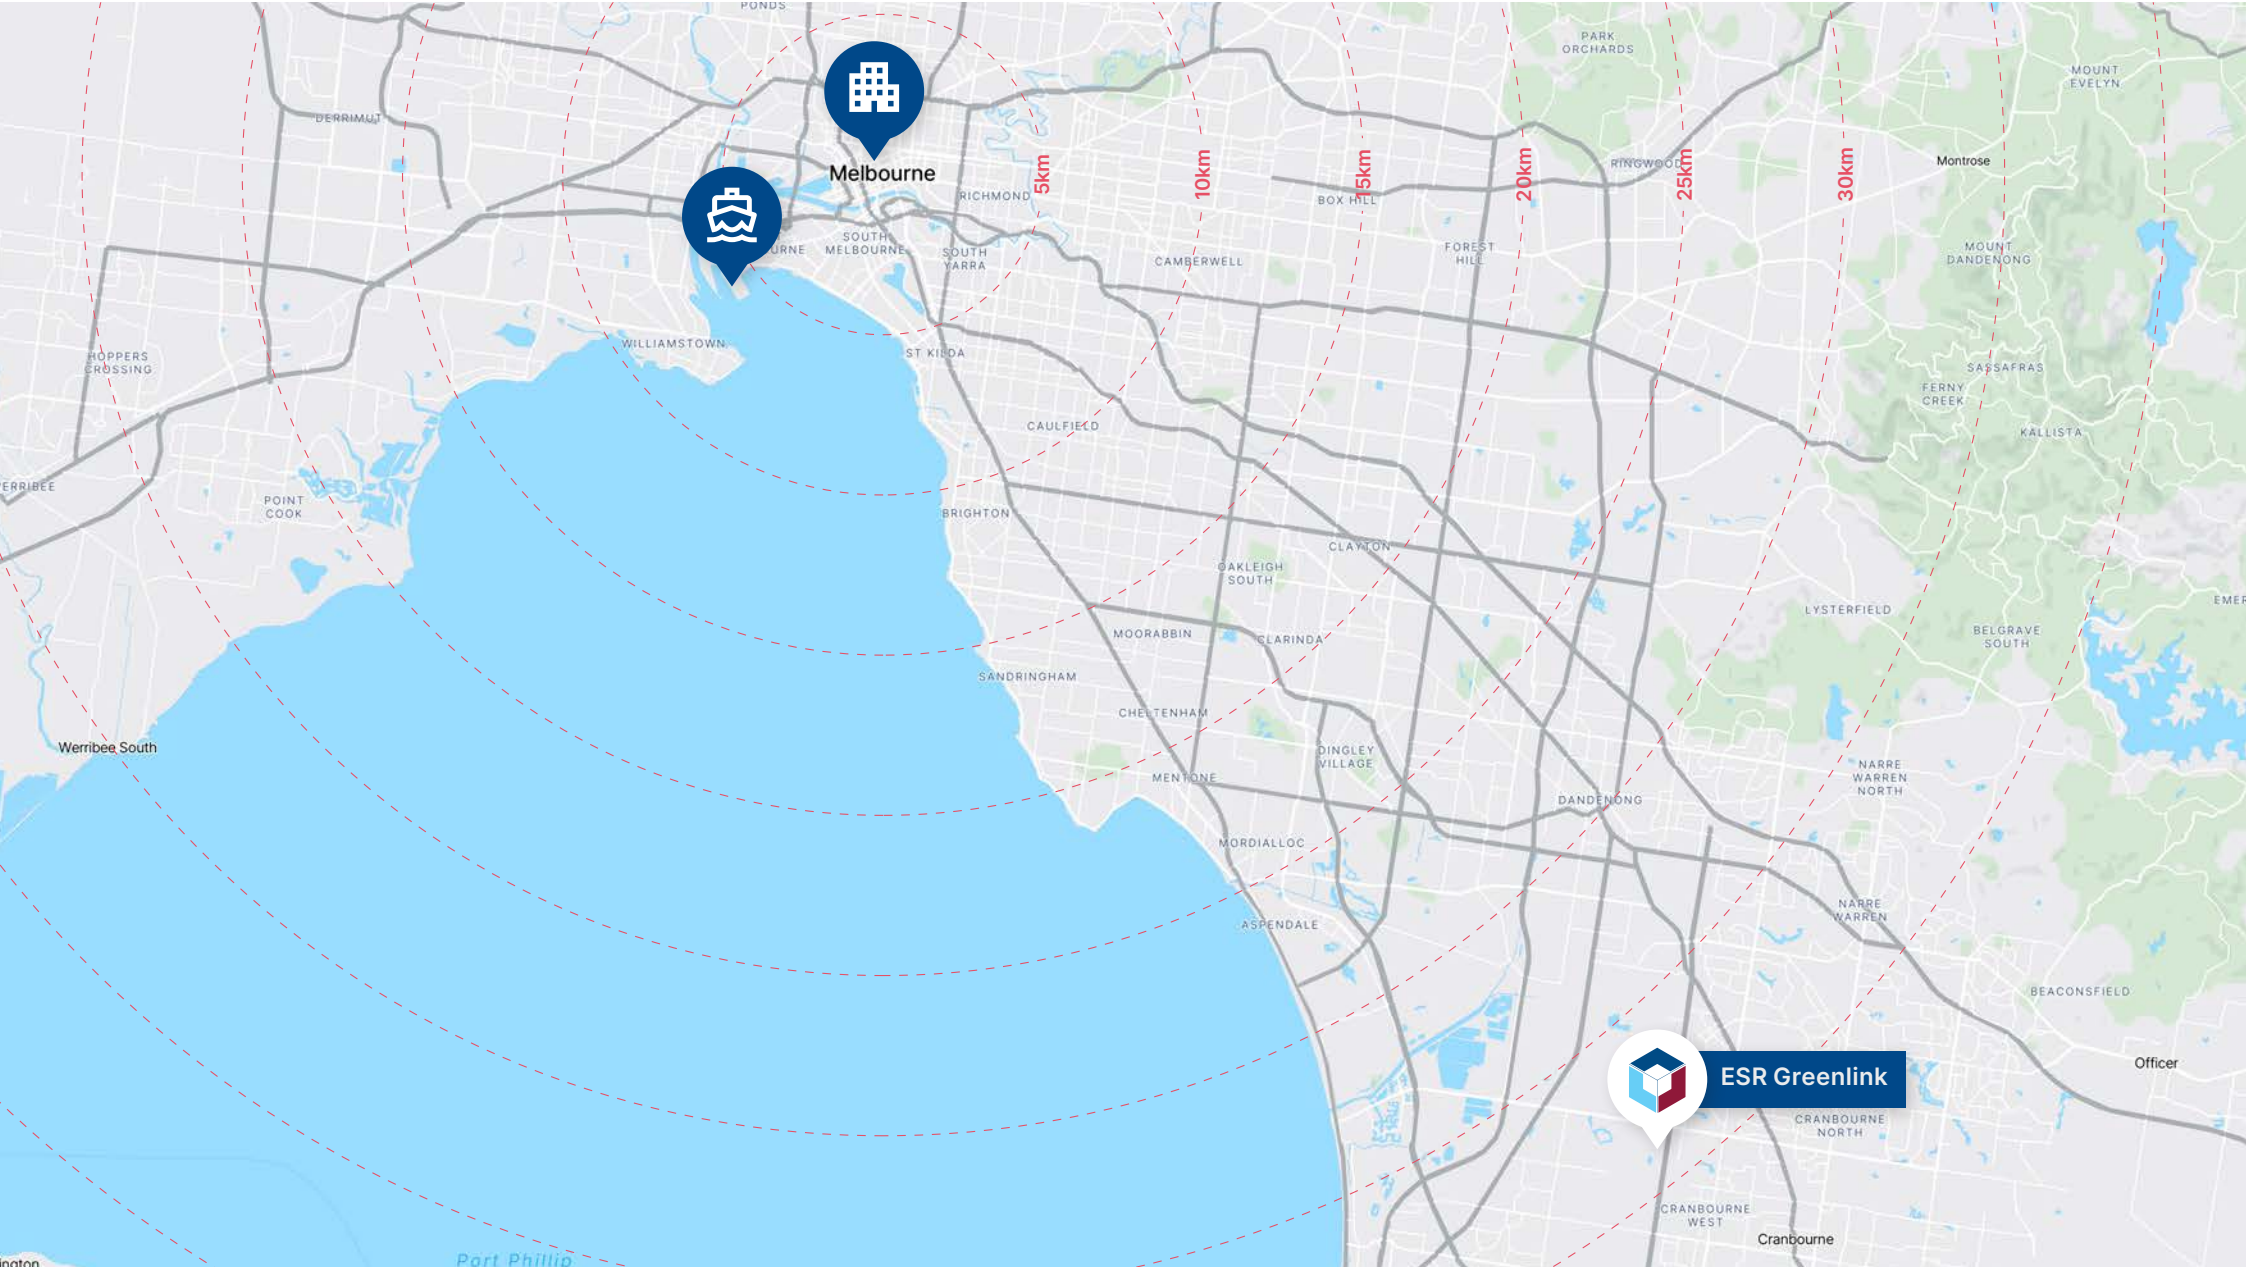 PONDS
PARK
ORCHARDS
MOUNT
EVELYN
DERRIMUT
Melbourne
5km
10km
15km
20km
25km
30km
RINGWOOD
Montrose
RICHMOND
BOX HILL
URNE
SOUTH
MELBOURNE
SOUTH
YARRA
CAMBERWELL
FOREST
HILL
MOUNT
DANDENONG
WILLIAMSTOWN
ST KILDA
HOPPERS
CROSSING
SASSAFRAS
FERNY
CREEK
CAULFIELD
KALLISTA
ERRIBEE
POINT
COOK
BRIGHTON
CLAYTON
OAKLEIGH
SOUTH
EMER
LYSTERFIELD
MOORABBIN
CLARINDA
BELGRAVE
SOUTH
SANDRINGHAM
CHELTENHAM
Werribee South
DINGLEY
VILLAGE
MENTONE
NARRE
WARREN
NORTH
DANDENONG
MORDIALLOC
NARRE
WARREN
ASPENDALE
BEACONSFIELD
Officer
ESR Greenlink
CRANBOURNE
NORTH
CRANBOURNE
WEST
Cranbourne
Port Phillip
ington